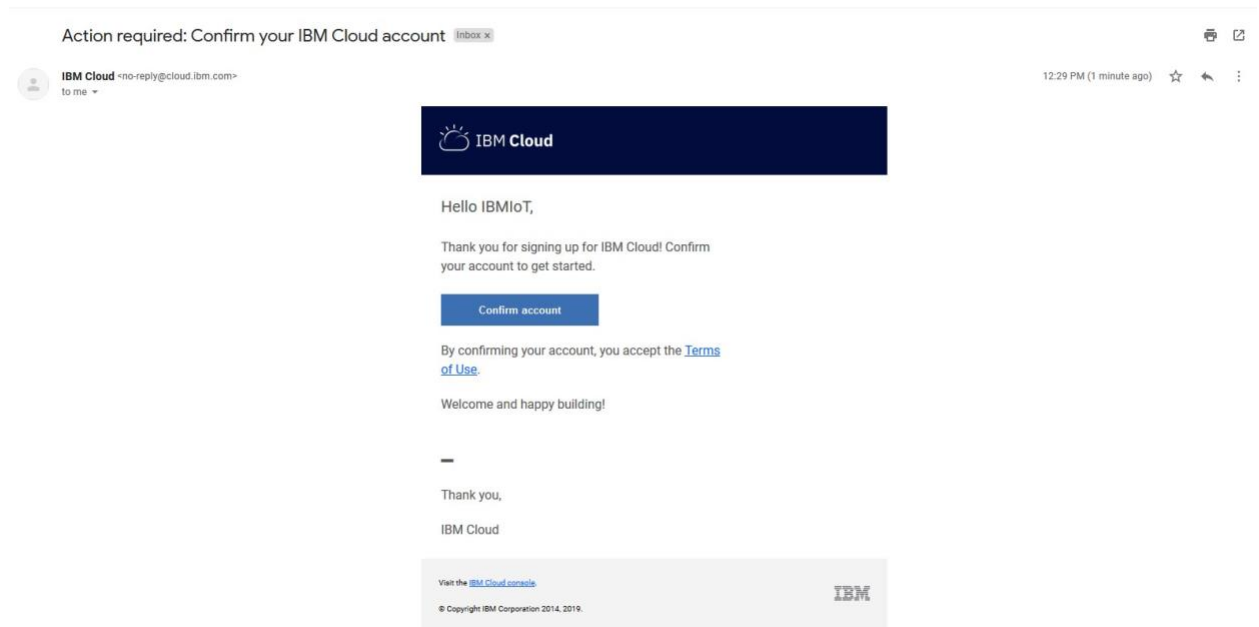 Action required: Confirm your IBM Cloud account Inbox x
IBM Cloud <no-reply@cloud.ibm.com>
12:29 PM (1 minute ago)
to me
IBM Cloud
Hello IBMIoT,
Thank you for signing up for IBM Cloud! Confirm
your account to get started.
Confirm account
By confirming your account, you accept the Terms
of Use.
Welcome and happy building!
Thank you,
IBM Cloud
Visit the IBM Cloud console.
IBM
© Copyright IBM Corporation 2014, 2019.